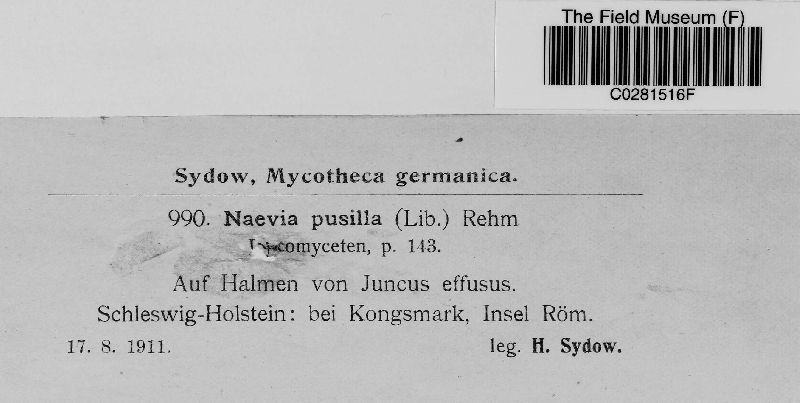 The Field Museum (F)
C0281516F
Sydow, Mycotheca germanica.
990. Naevia pusilla (Lib.) Rehm
p. 143.
Auf Halmen von Juncus effusus.
Schleswig-Holstein: bei Kongsmark, Insel Röm.
17. 8. 1911. leg. H. Sydow.